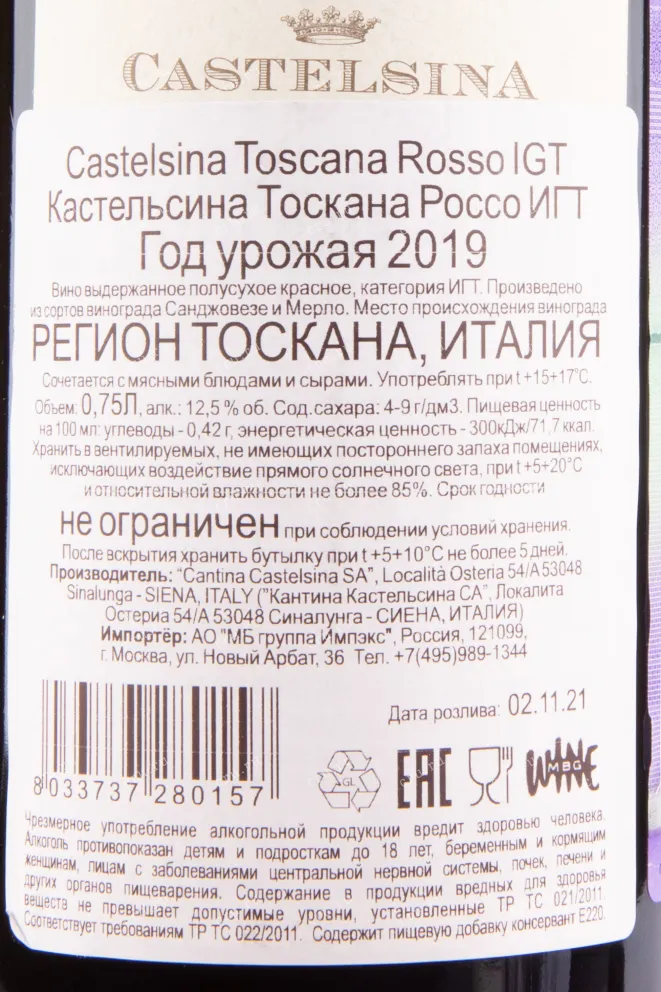 CASTELSINA
Castelsina Toscana Rosso IGT
Кастельсина Тоскана Россо ИГТ
Год урожая 2019
Вино выдержанное полусухое красное, категория ИГТ. Произведено
из сортов винограда Санджовезе и Мерло. Место происхождения винограда
РЕГИОН ТОСКАНА, ИТАЛИЯ
Сочетается с мясными блюдами и сырами. Употреблять при t +15+17°С.
Объем: 0,75Л, алк.: 12,5 % об. Сод.сахара: 4-9 г/дм3. Пищевая ценность
на 100 мл: углеводы - 0,42 г, энергетическая ценность - 300кДж/71,7 ккал.
Хранить в вентилируемых, не имеющих постороннего запаха помещениях,
исключающих воздействие прямого солнечного света, при t +5+20°С
и относительной влажности не более 85%. Срок годности
не ограничен при соблюдении условий хранения.
После вскрытия хранить бутылку при t +5+10°С не более 5 дней.
Производитель: "Cantina Castelsina SA", Località Osteria 54/A 53048
Sinalunga - SIENA, ITALY ("Кантина Кастельсина СА", Локалита
Остериа 54/А 53048 Синалунга - СИЕНА, ИТАЛИЯ)
Импортёр: АО "МБ группа Импэкс", Россия, 121099,
г. Москва, ул. Новый Арбат, 36 Тел. +7(495)989-1344
Дата розлива: 02.11.21
8 033737 280157
GL
EAC
WINE
MBG
Чрезмерное употребление алкогольной продукции вредит здоровью человека.
Алкоголь противопоказан детям и подросткам до 18 лет, беременным и кормящим
женщинам, лицам с заболеваниями центральной нервной системы, почек, печени и
других органов пищеварения. Содержание в продукции вредных для здоровья
веществ не превышает допустимые уровни, установленные ТР ТС 021/2011.
Соответствует требованиям ТР ТС 022/2011. Содержит пищевую добавку консервант Е220.